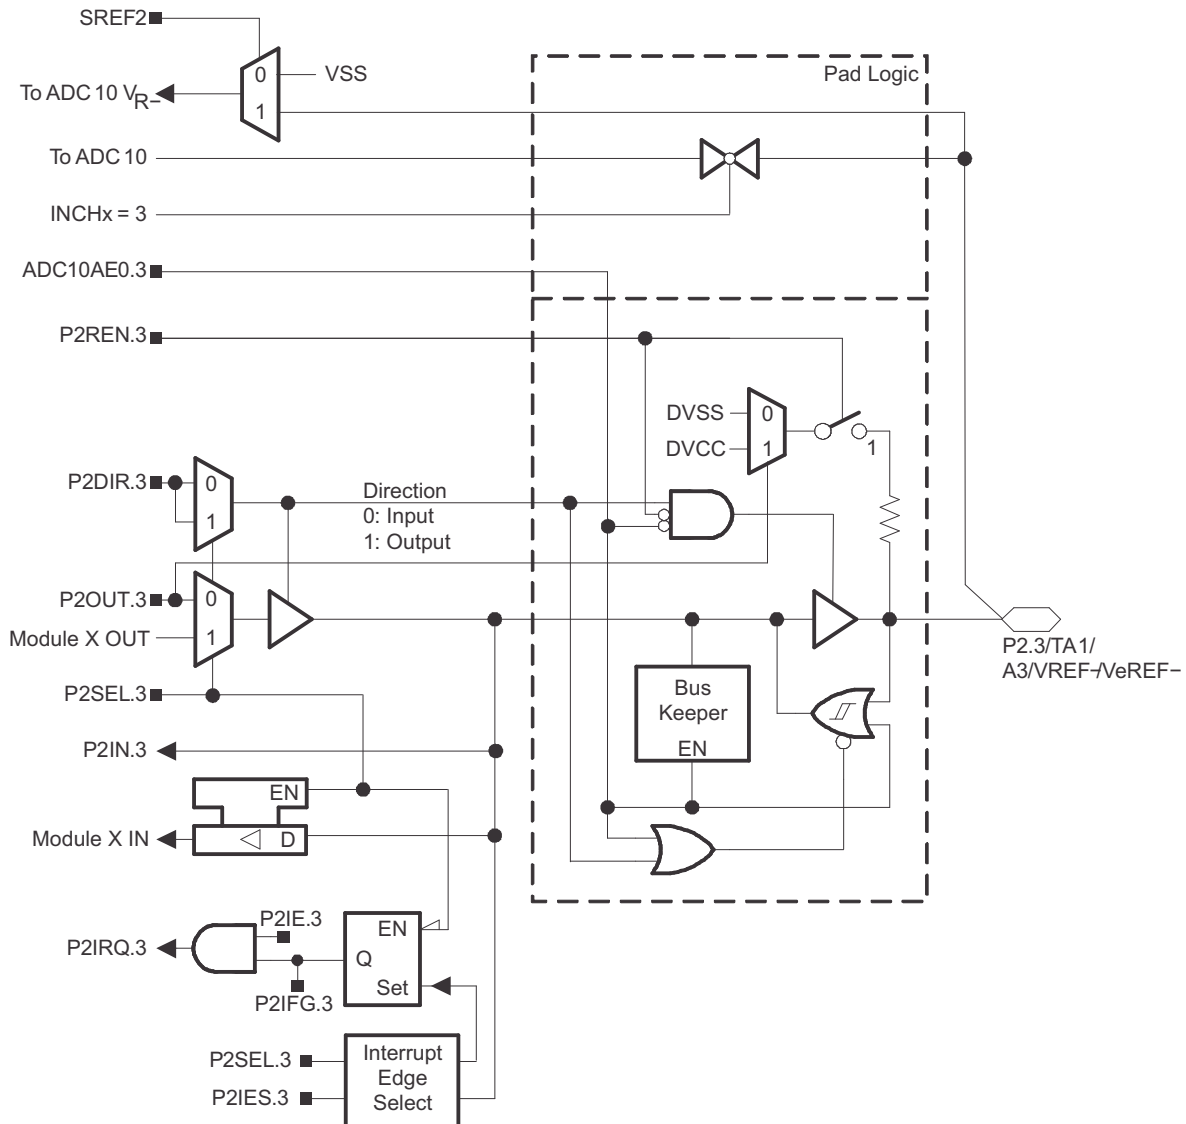 SREF2
0
VSS
Pad Logic
To ADC 10 VR−
1
To ADC 10
INCHx = 3
ADC10AE0.3
P2REN.3
DVSS
0
DVCC
1
1
P2DIR.3
0
1
Direction
0: Input
1: Output
P2OUT.3
0
Module X OUT
1
P2.3/TA1/
A3/VREF−/VeREF−
P2SEL.3
Bus
Keeper
EN
P2IN.3
EN
Module X IN
D
P2IE.3
EN
P2IRQ.3
Q
Set
P2IFG.3
P2SEL.3
P2IES.3
Interrupt
Edge
Select